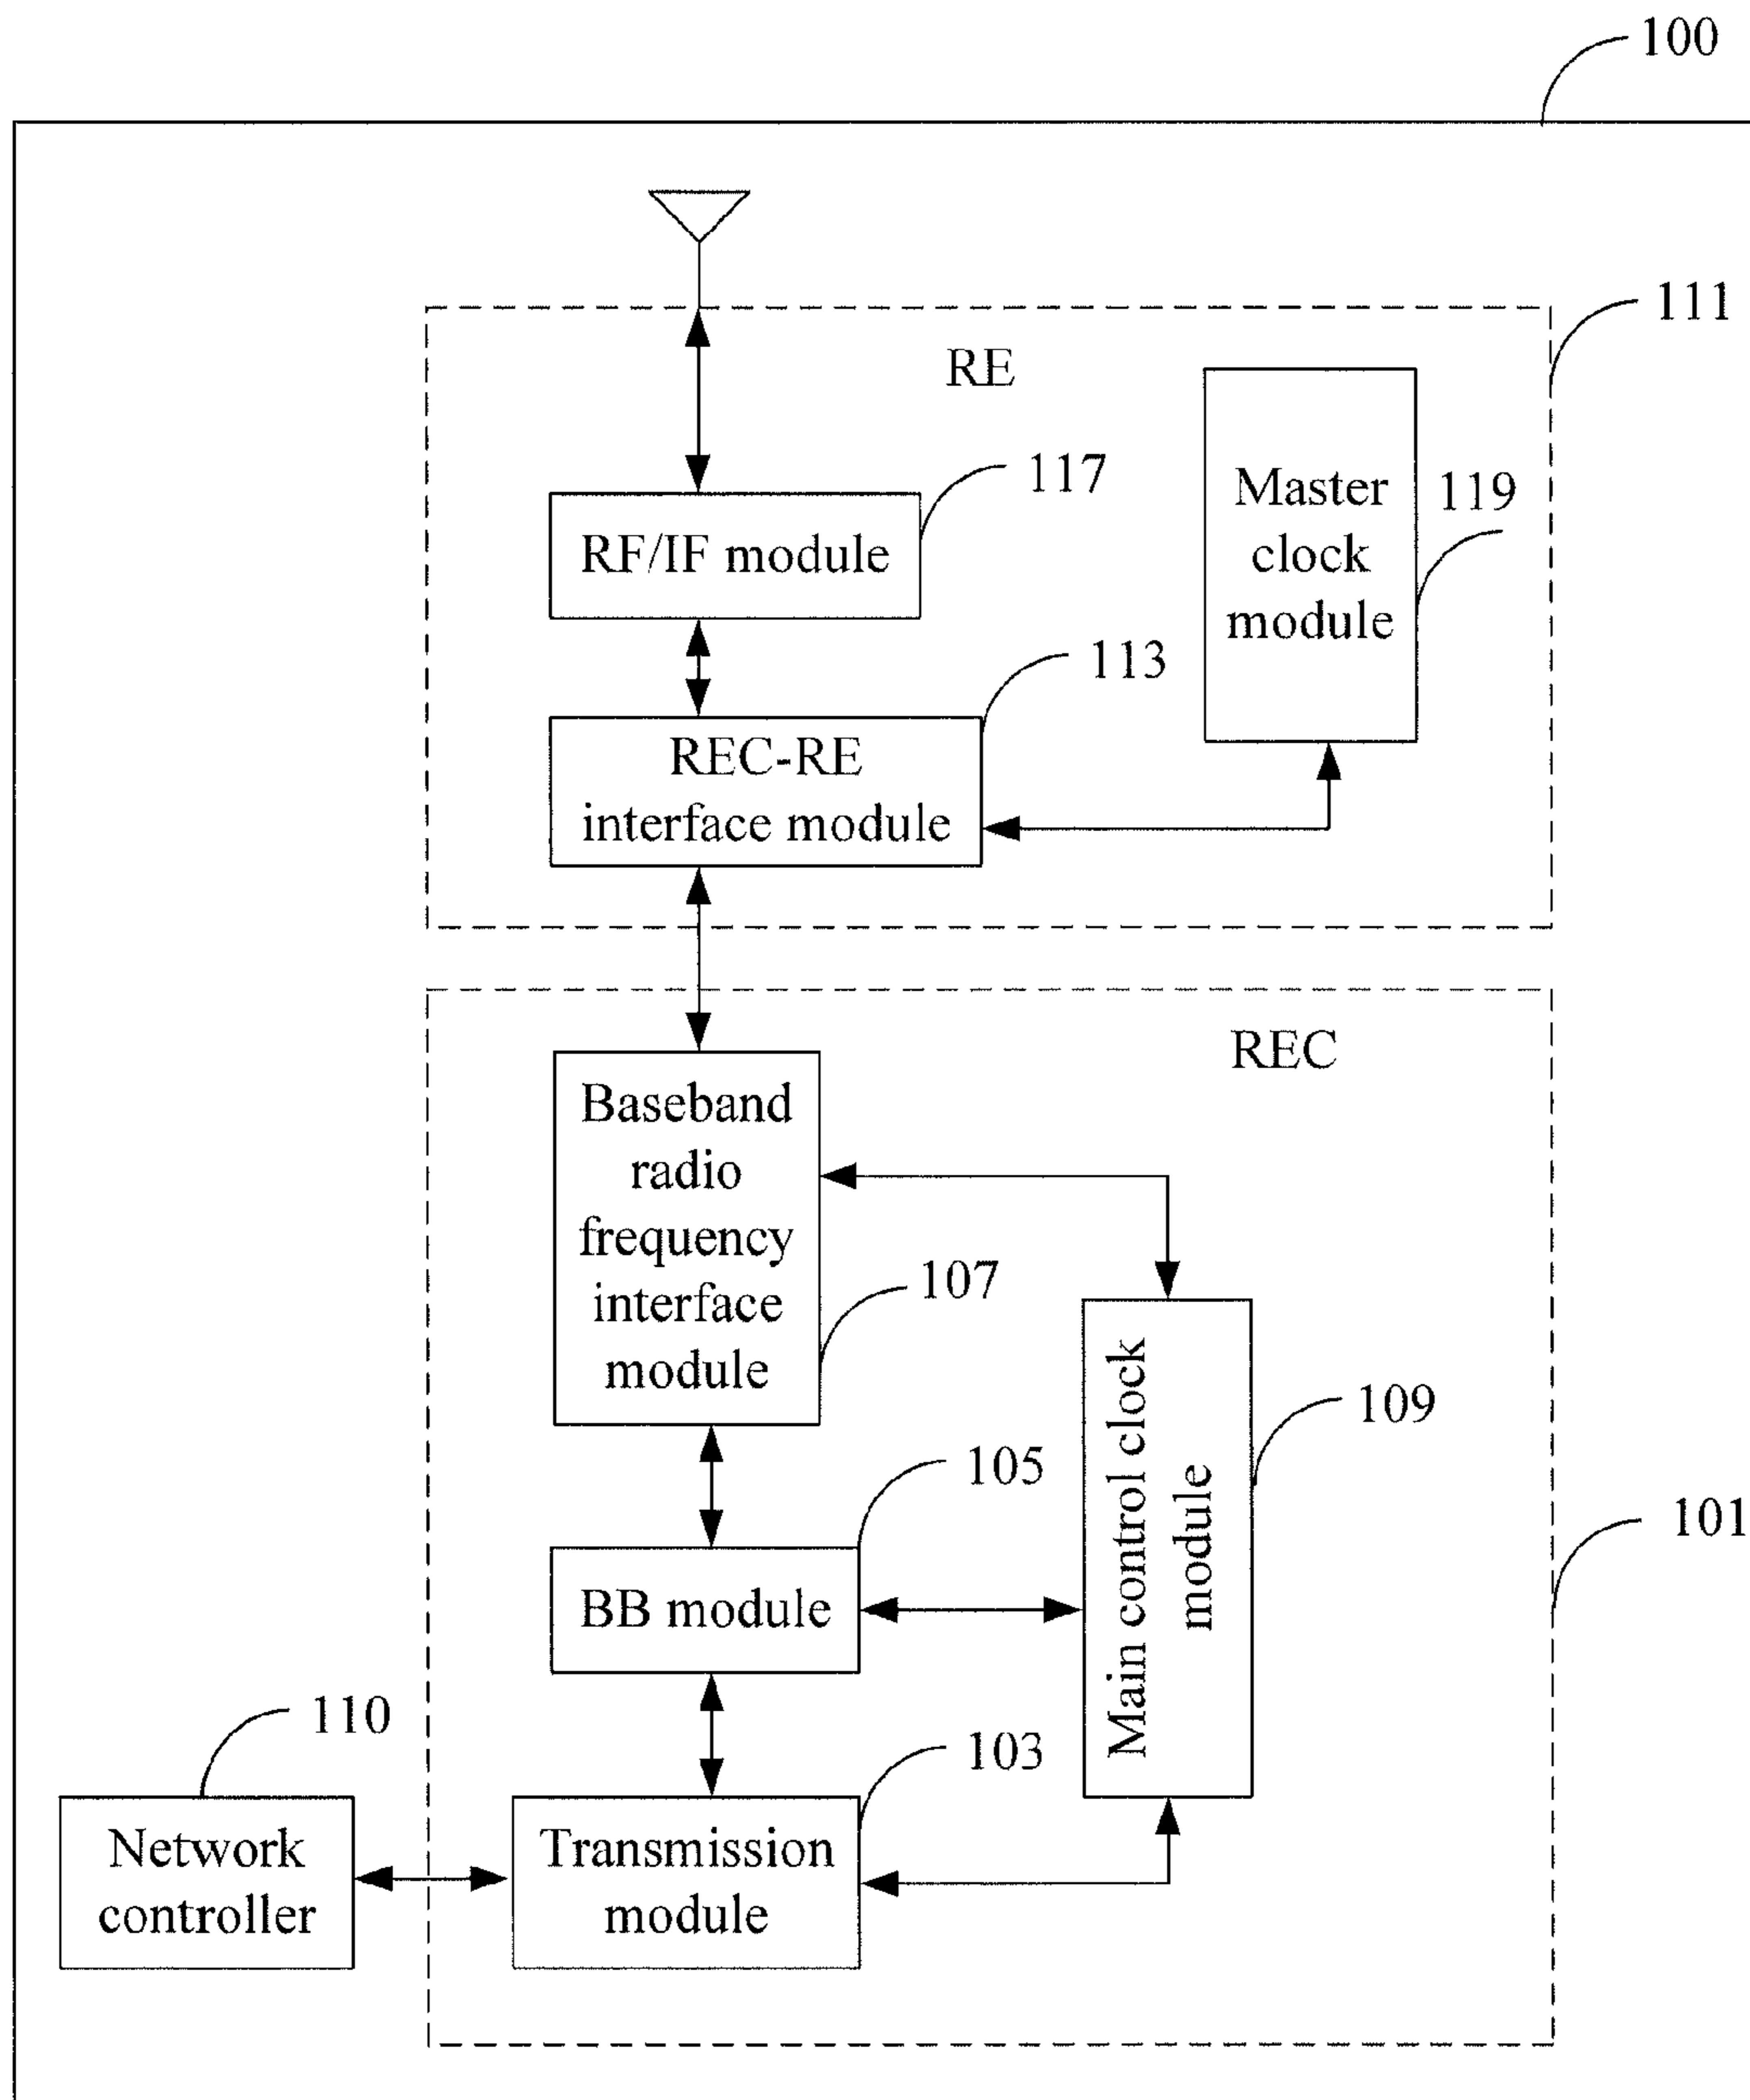 100
111
RE
117
RF/IF module
Master
clock
module
119
113
REC-RE
interface module
REC
Baseband
radio
frequency
interface
module
107
Main control clock
module
109
105
BB module
101
110
Network
controller
103
Transmission
module